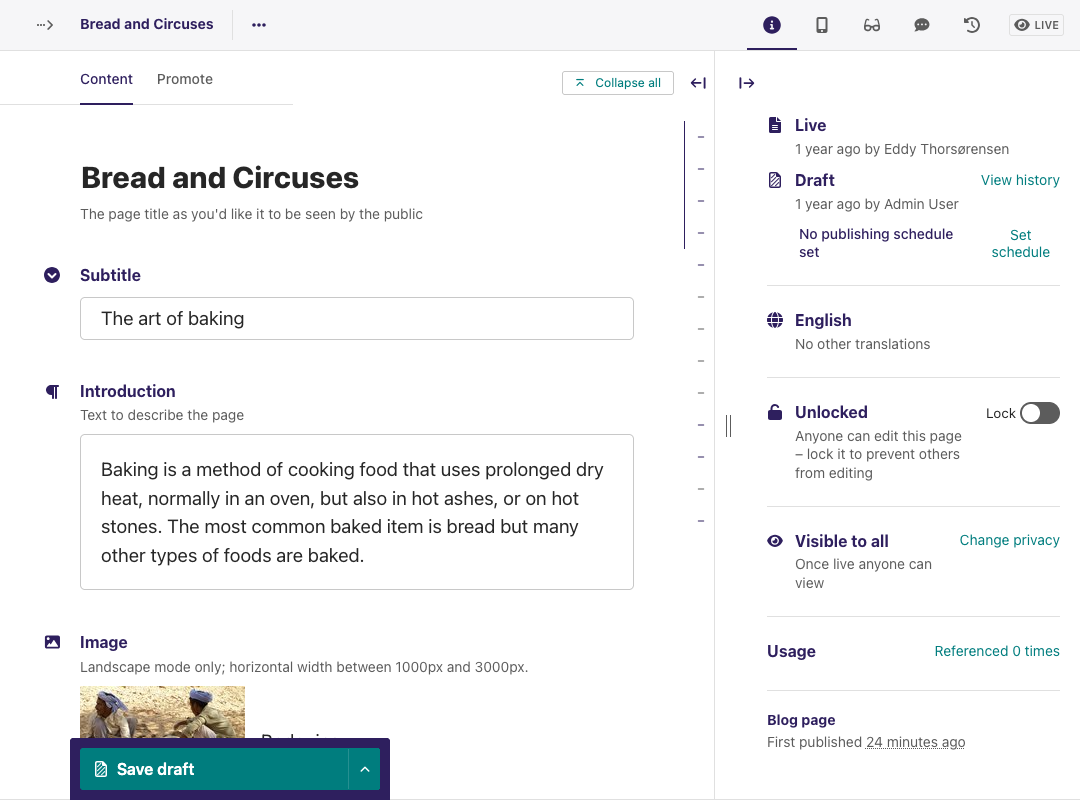 Bread and Circuses
LIVE
Content
Promote
Collapse all
Bread and Circuses
The page title as you'd like it to be seen by the public
Subtitle
The art of baking
Introduction
Text to describe the page
Baking is a method of cooking food that uses prolonged dry
heat, normally in an oven, but also in hot ashes, or on hot
stones. The most common baked item is bread but many
other types of foods are baked.
Image
Landscape mode only; horizontal width between 1000px and 3000px.
Save draft
Live
1 year ago by Eddy Thorsørensen
Draft
View history
1 year ago by Admin User
No publishing schedule
set
Set
schedule
English
No other translations
Unlocked
Lock
Anyone can edit this page
– lock it to prevent others
from editing
Visible to all
Change privacy
Once live anyone can
view
Usage
Referenced 0 times
Blog page
First published 24 minutes ago